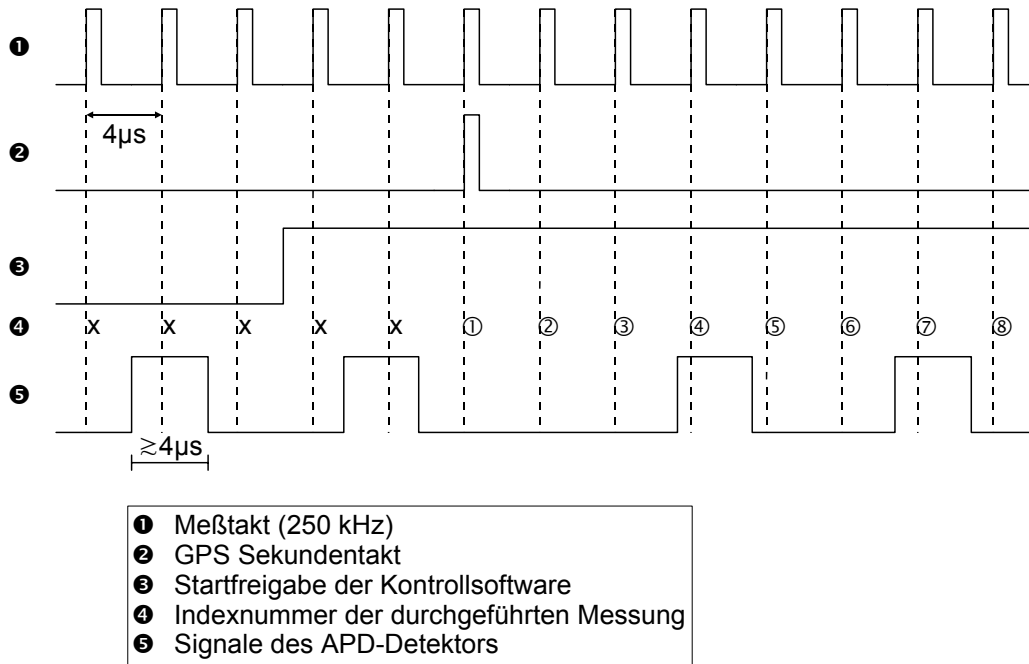 ❶
4µs
❷
❸
❹ x x x x x ① ② ③ ④ ⑤ ⑥ ⑦ ⑧
❺
≳4µs
❶ Meßtakt (250 kHz)
❷ GPS Sekundentakt
❸ Startfreigabe der Kontrollsoftware
❹ Indexnummer der durchgeführten Messung
❺ Signale des APD-Detektors